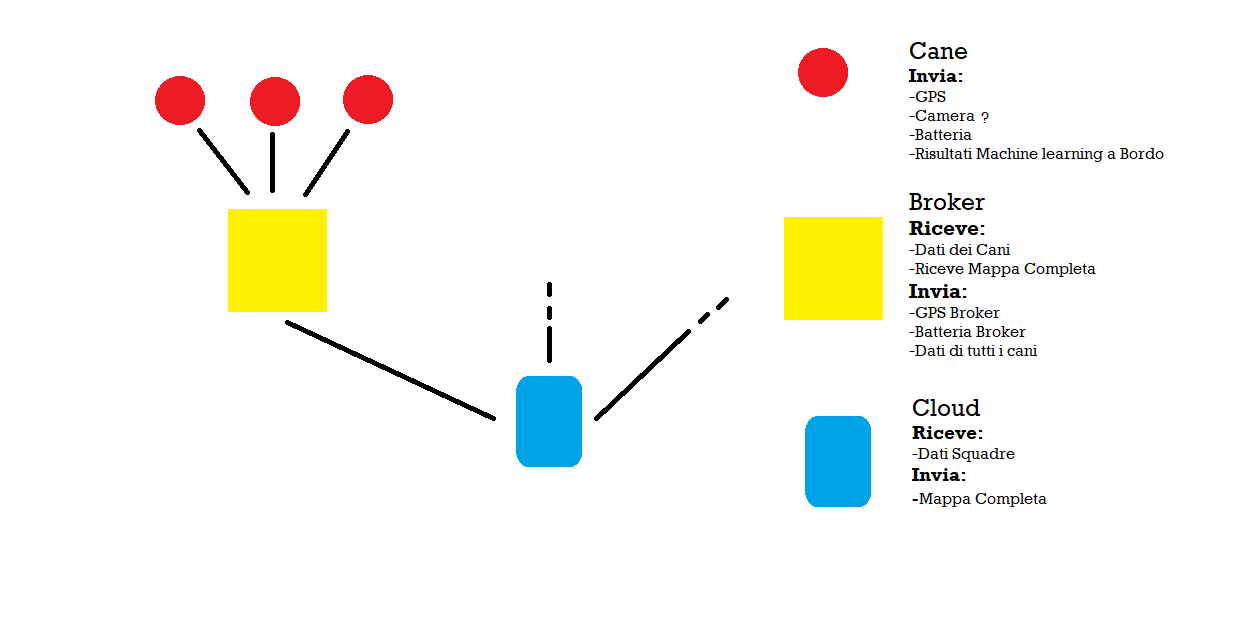 Cane
Invia:
-GPS
-Camera ?
-Batteria
-Risultati Machine learning a Bordo
Broker
Riceve:
-Dati dei Cani
-Riceve Mappa Completa
Invia:
-GPS Broker
-Batteria Broker
-Dati di tutti i cani
Cloud
Riceve:
-Dati Squadre
Invia:
-Mappa Completa